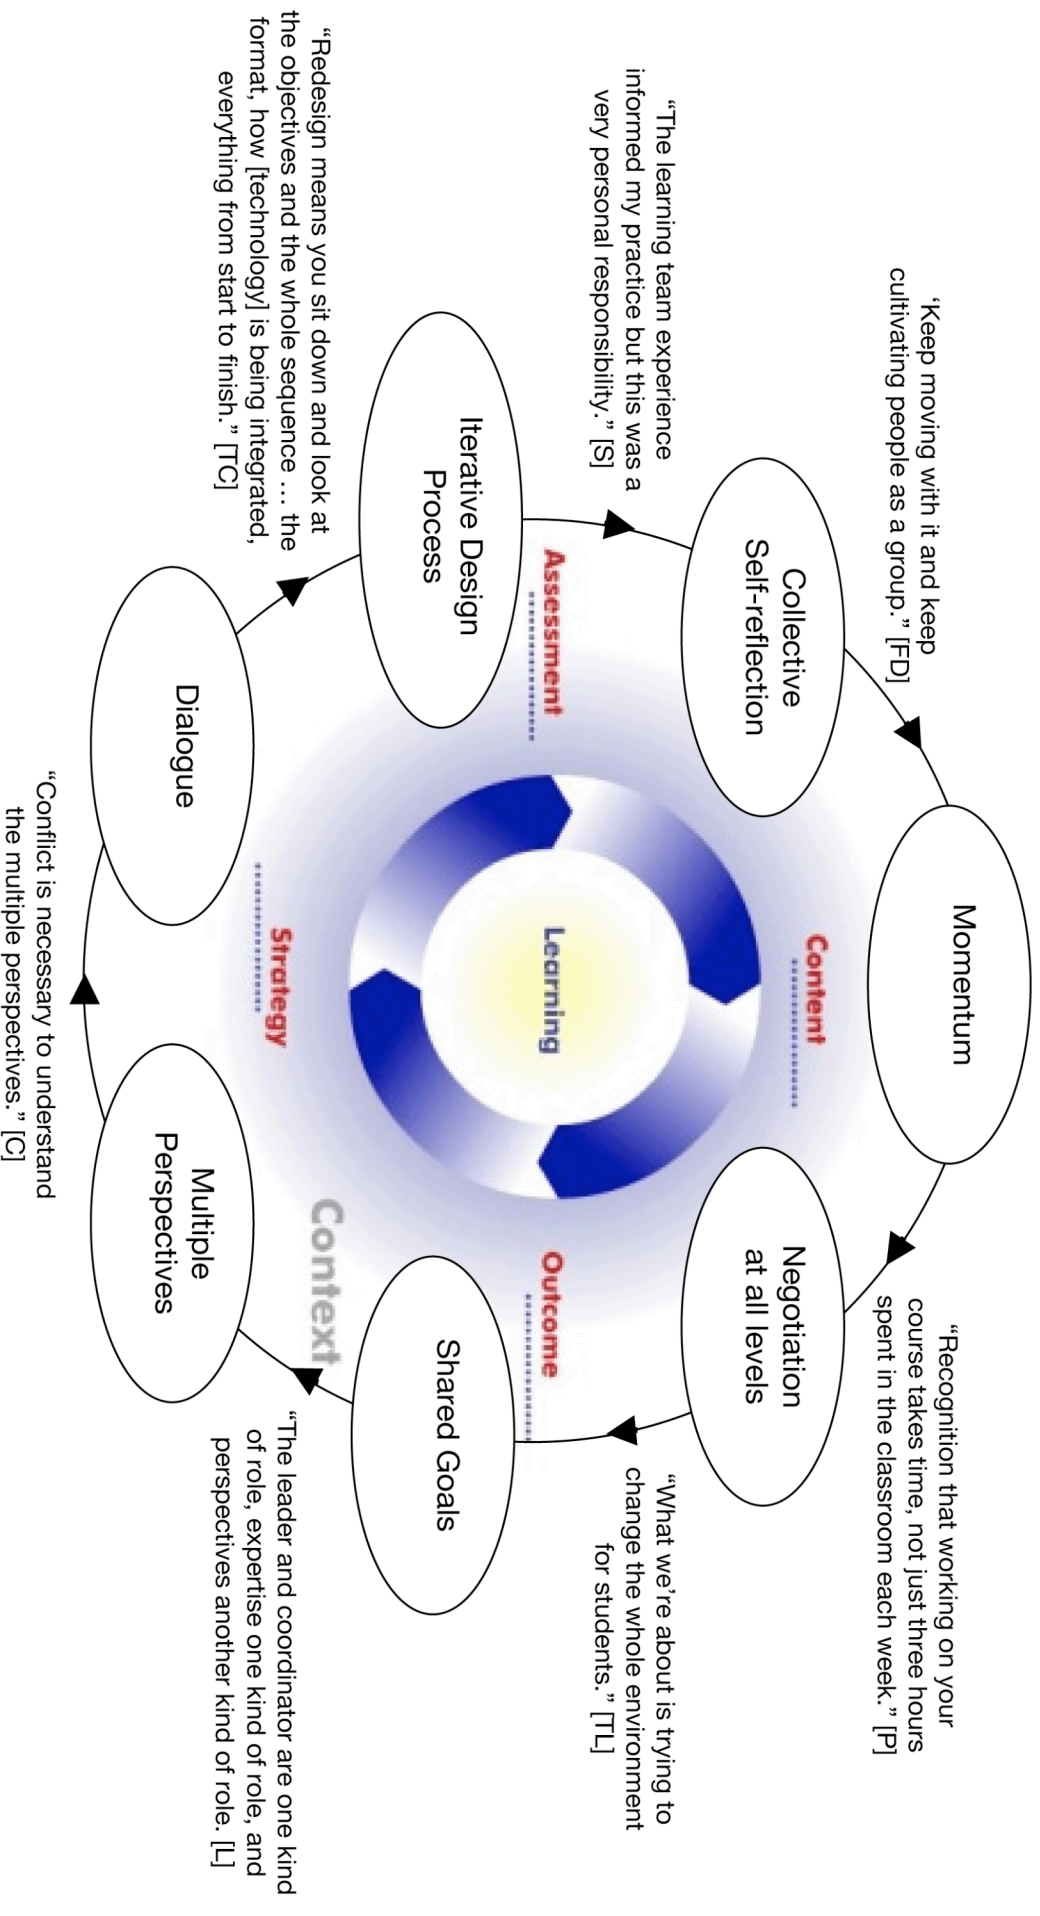 Momentum
‘Keep moving with it and keep
cultivating people as a group.” [FD]
“Recognition that working on your
course takes time, not just three hours
spent in the classroom each week.” [P]
Collective
Self-reflection
Content
Negotiation
at all levels
“The learning team experience
informed my practice but this was a
very personal responsibility.” [S]
“What we’re about is trying to
change the whole environment
for students.” [TL]
Assessment
Learning
Outcome
Iterative Design
Process
Shared Goals
“Redesign means you sit down and look at
the objectives and the whole sequence … the
format, how [technology] is being integrated,
everything from start to finish.” [TC]
Context
Strategy
“The leader and coordinator are one kind
of role, expertise one kind of role, and
perspectives another kind of role. [L]
Dialogue
Multiple
Perspectives
“Conflict is necessary to understand
the multiple perspectives.” [C]